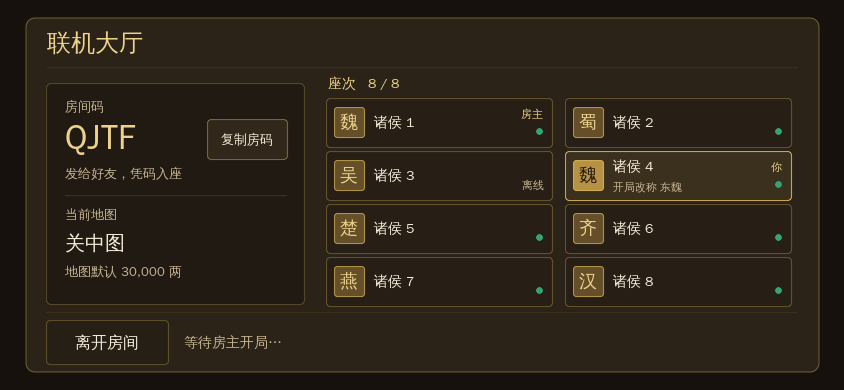 联机大厅
房间码
QJTF
复制房码
发给好友，凭码入座
当前地图
关中图
地图默认 30,000 两
座次 8/8
魏 诸侯 1 房主
蜀 诸侯 2
吴 诸侯 3 离线
魏 诸侯 4 你
开局改称 东魏
楚 诸侯 5
齐 诸侯 6
燕 诸侯 7
汉 诸侯 8
离开房间
等待房主开局…